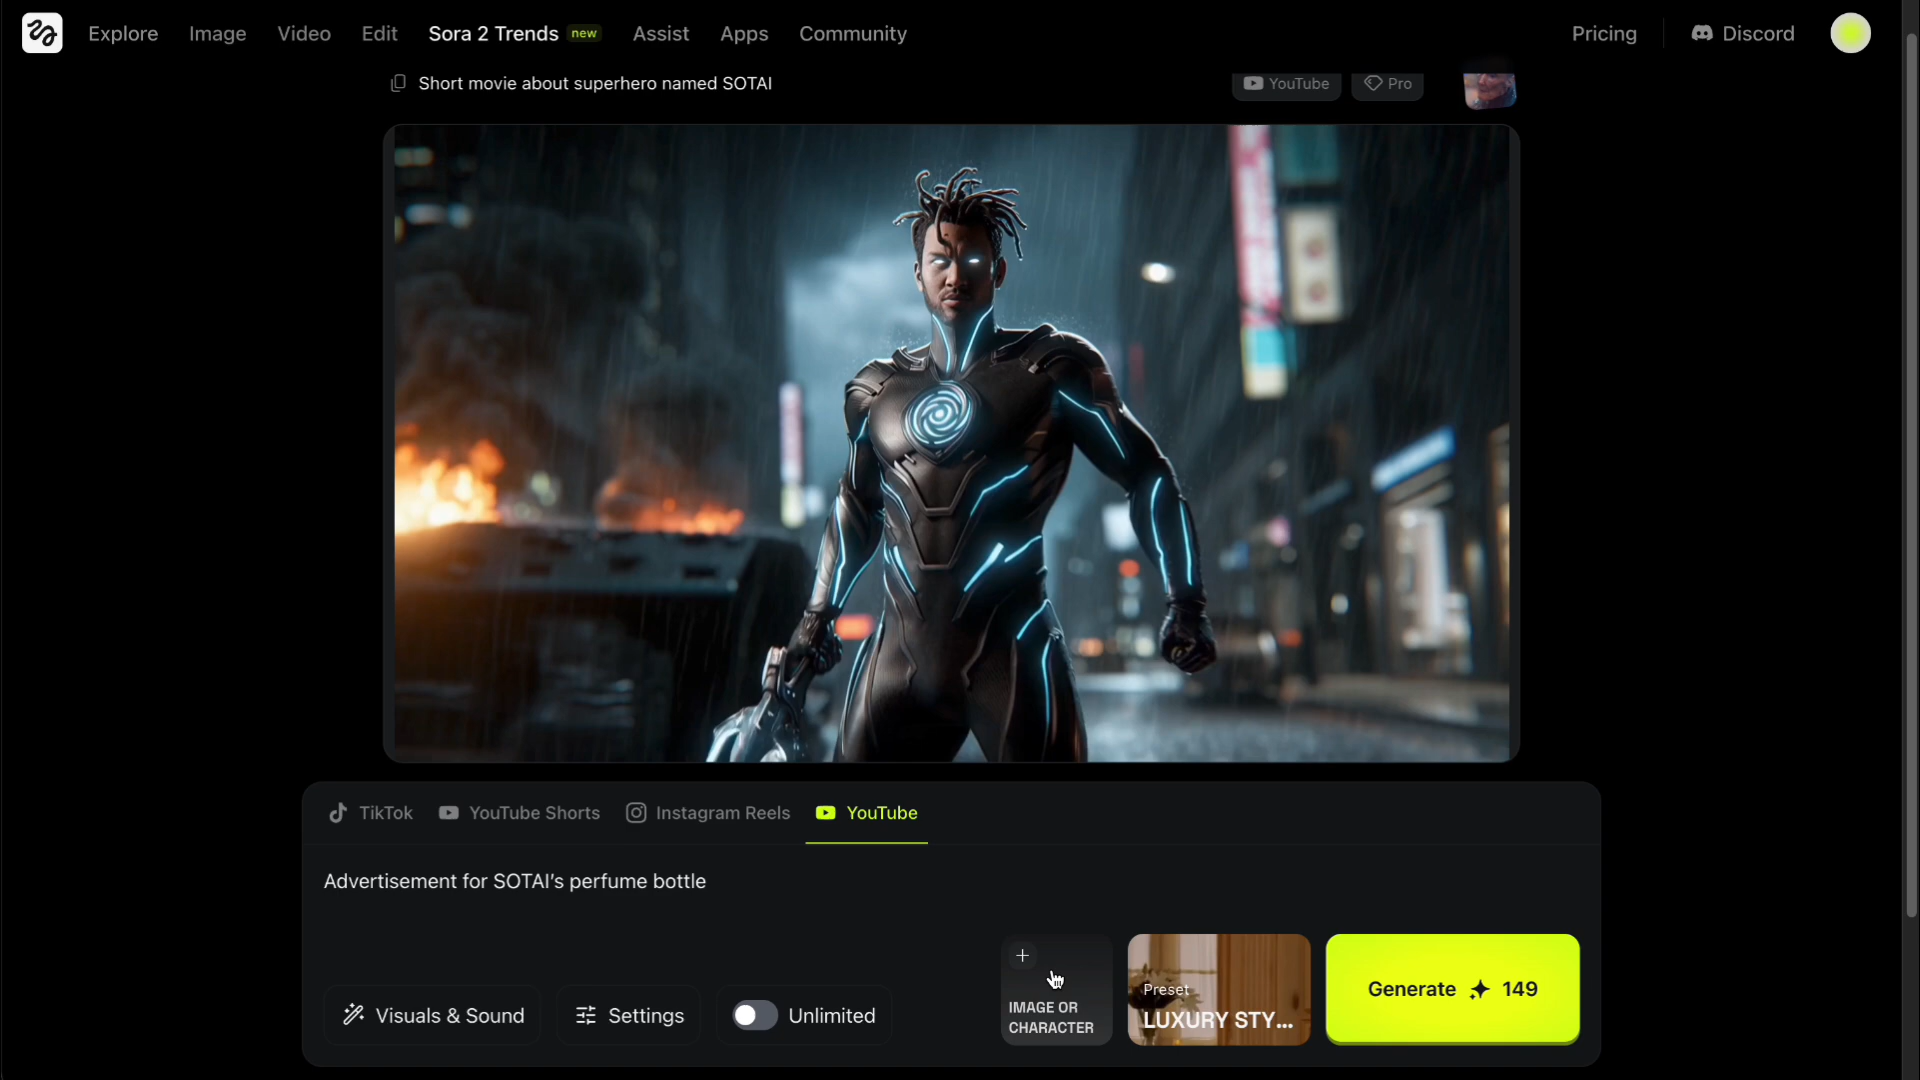 Explore
Image
Video
Edit
Sora 2 Trends
new
Assist
Apps
Community
Pricing
Discord
Short movie about superhero named SOTAI
YouTube
Pro
TikTok
YouTube Shorts
Instagram Reels
YouTube
Advertisement for SOTAI's perfume bottle
Visuals & Sound
Settings
Unlimited
IMAGE OR
CHARACTER
Preset
LUXURY STY...
Generate
149